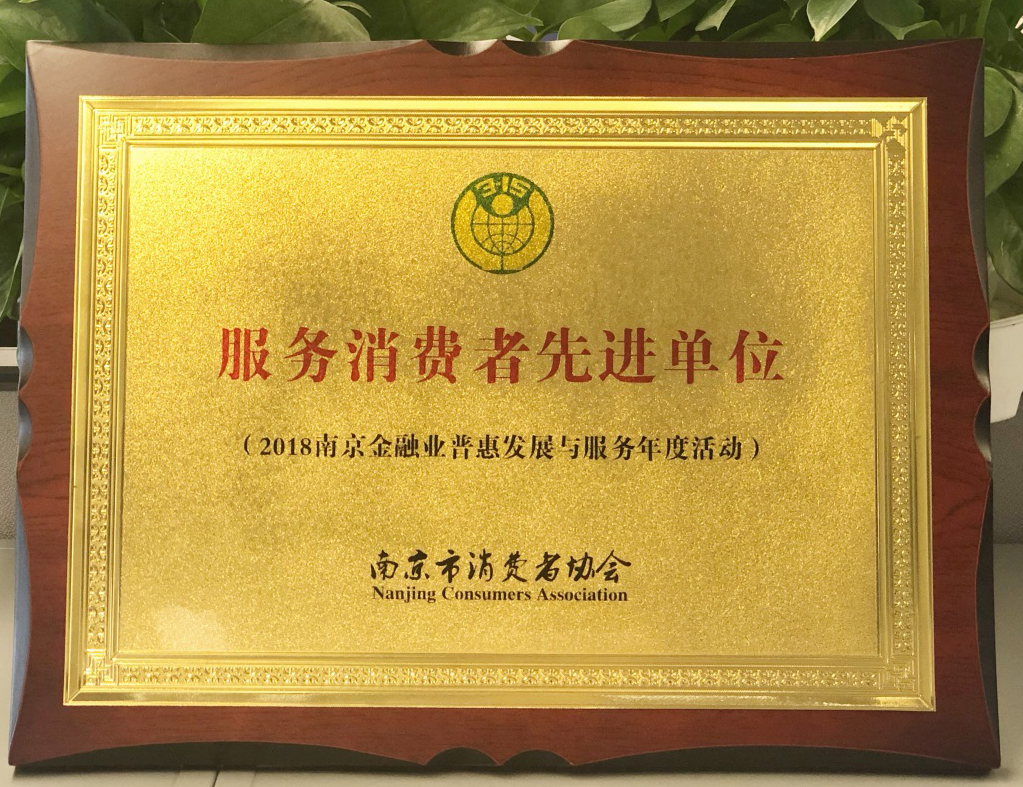 3·15
服务消费者先进单位
（2018南京金融业普惠发展与服务年度活动）
南京市消费者协会
Nanjing Consumers Association